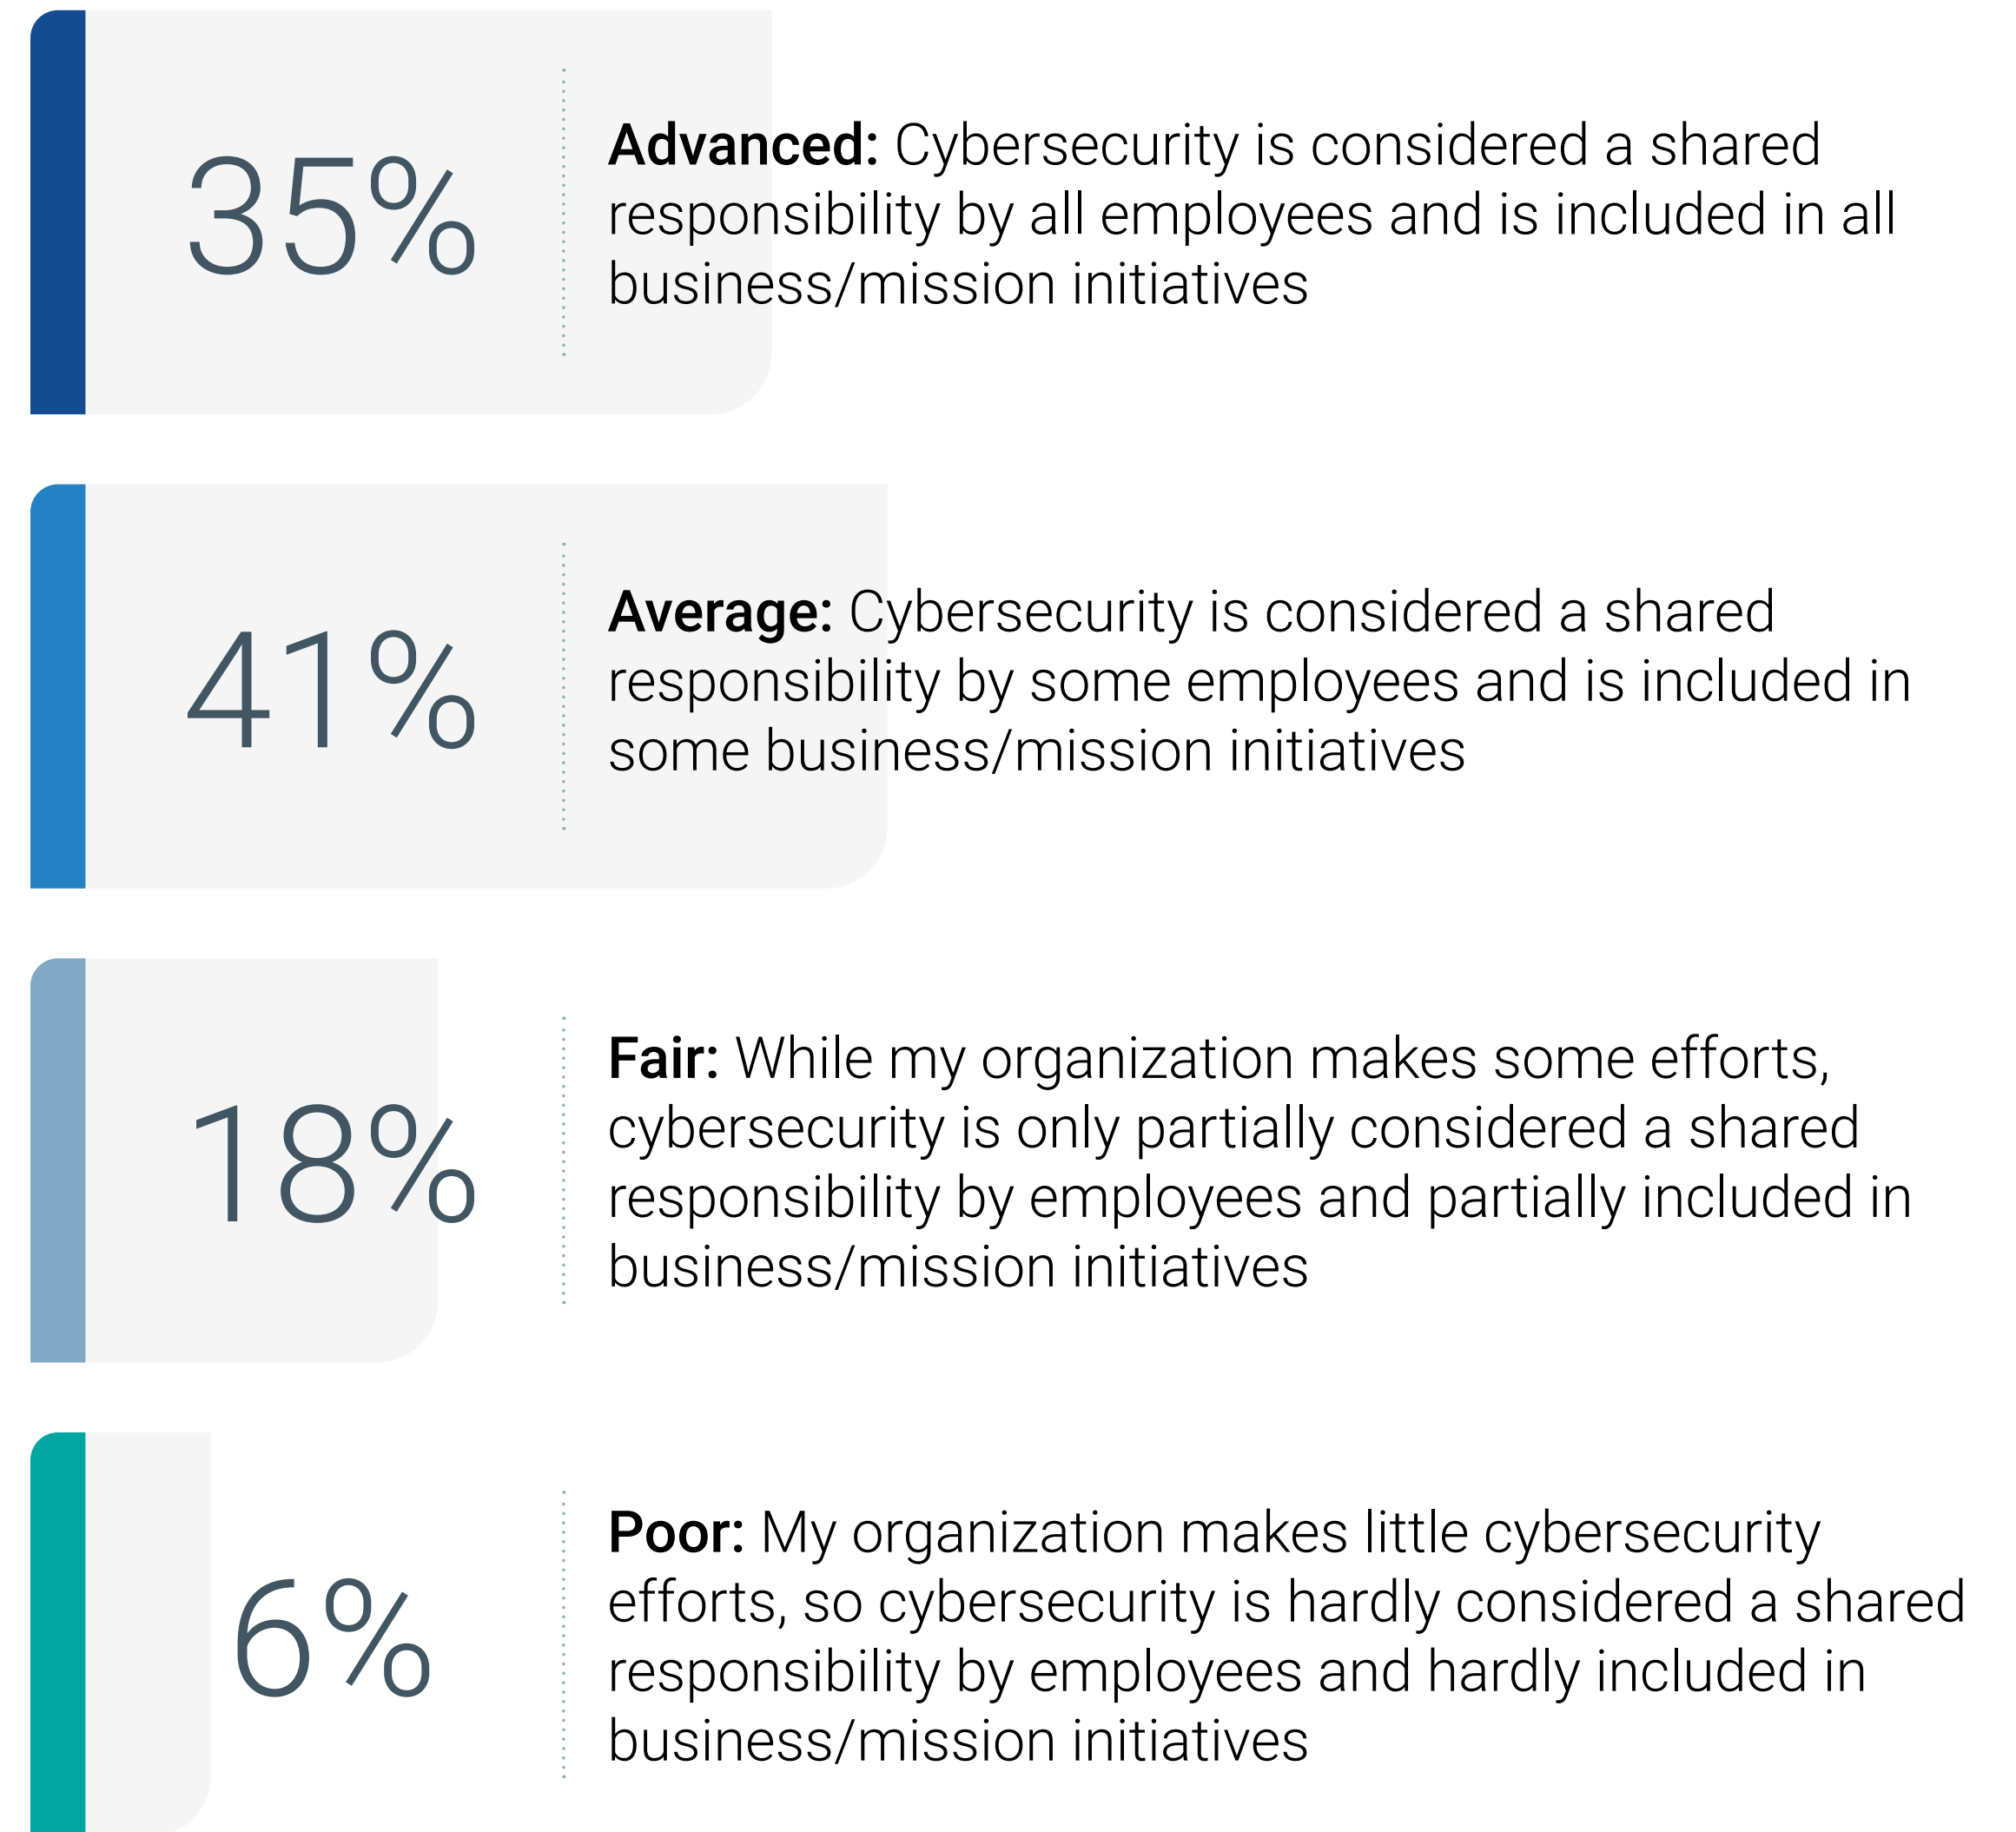 35%
Advanced: Cybersecurity is considered a shared
responsibility by all employees and is included in all
business/mission initiatives
41%
Average: Cybersecurity is considered a shared
responsibility by some employees and is included in
some business/mission initiatives
18%
Fair: While my organization makes some efforts,
cybersecurity is only partially considered a shared
responsibility by employees and partially included in
business/mission initiatives
6%
Poor: My organization makes little cybersecurity
efforts, so cybersecurity is hardly considered a shared
responsibility by employees and hardly included in
business/mission initiatives